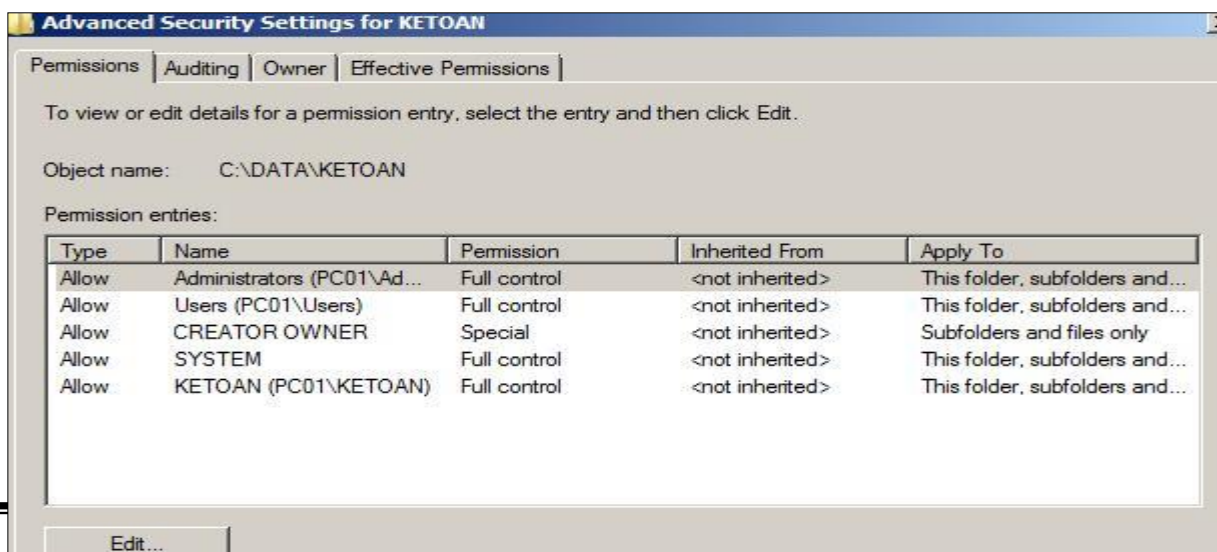 Advanced Security Settings for KETOAN
Permissions Auditing Owner Effective Permissions
To view or edit details for a permission entry, select the entry and then click Edit.
Object name: C:\DATA\KETOAN
Permission entries:
Type Name Permission Inherited From Apply To
Allow Administrators (PC01\Ad... Full control <not inherited> This folder, subfolders and...
Allow Users (PC01\Users) Full control <not inherited> This folder, subfolders and...
Allow CREATOR OWNER Special <not inherited> Subfolders and files only
Allow SYSTEM Full control <not inherited> This folder, subfolders and...
Allow KETOAN (PC01\KETOAN) Full control <not inherited> This folder, subfolders and...
Edit...